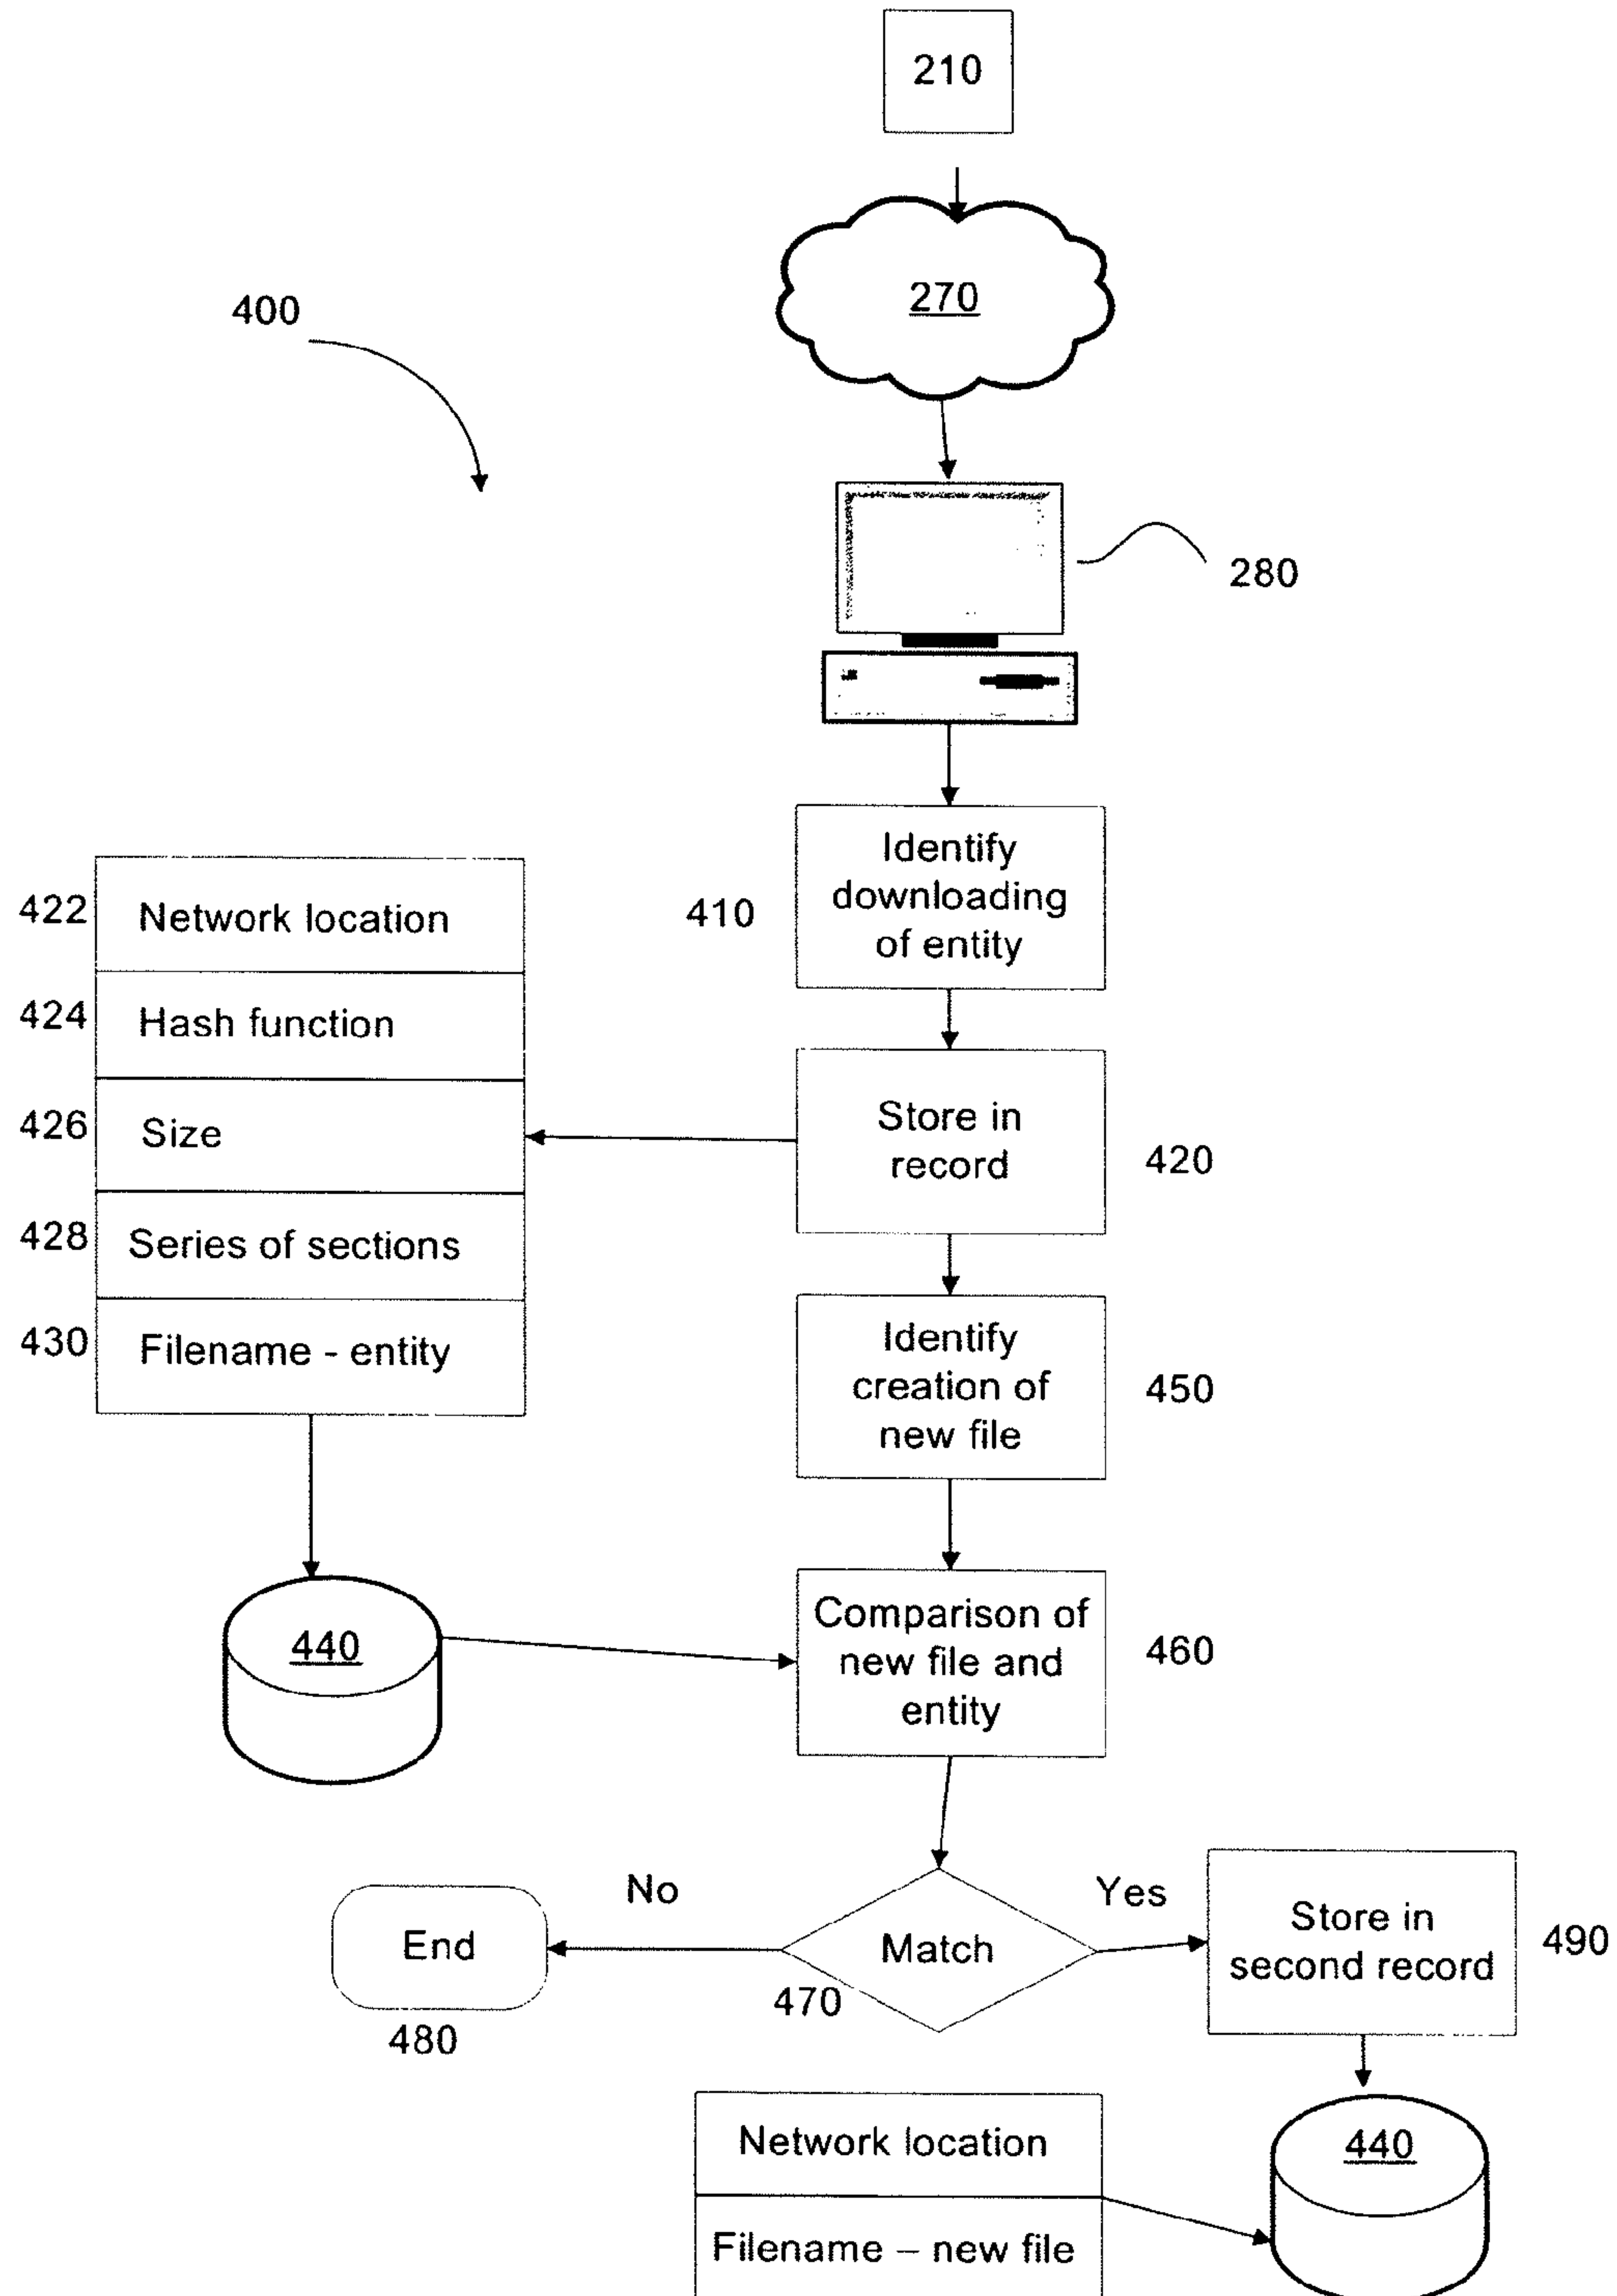 210
270
400
280
Identify
downloading
of entity
410
422
Network location
424
Hash function
426
Size
428
Series of sections
430
Filename - entity
Store in
record
420
Identify
creation of
new file
450
440
Comparison of
new file and
entity
460
No
Yes
End
480
Match
470
Store in
second record
490
Network location
Filename – new file
440